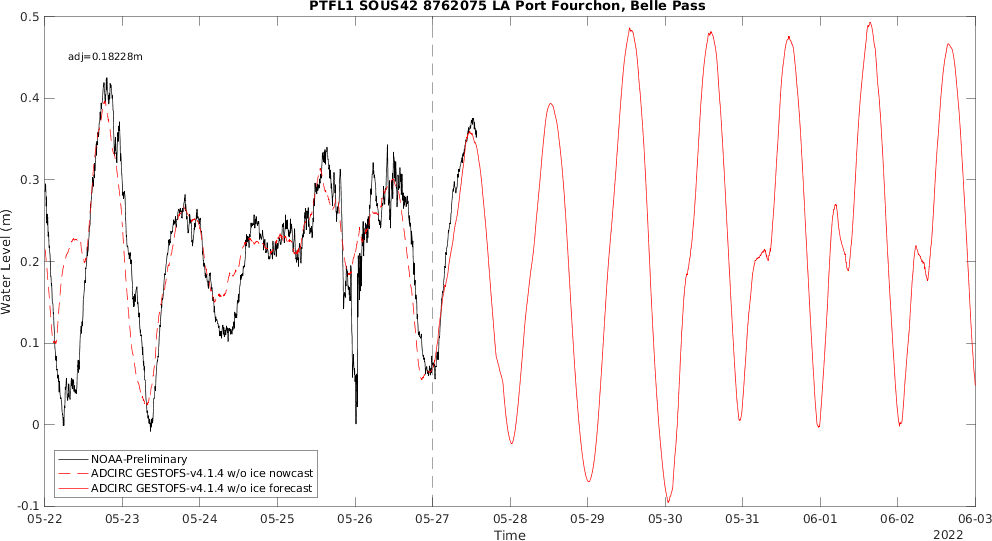 PTFL1 SOUS42 8762075 LA Port Fourchon, Belle Pass
adj=0.18228m
0.5
0.4
0.3
0.2
0.1
0
-0.1
Water Level (m)
NOAA-Preliminary
ADCIRC GESTOFS-v4.1.4 w/o ice nowcast
ADCIRC GESTOFS-v4.1.4 w/o ice forecast
05-22 05-23 05-24 05-25 05-26 05-27 05-28 05-29 05-30 05-31 06-01 06-02 06-03
Time
2022